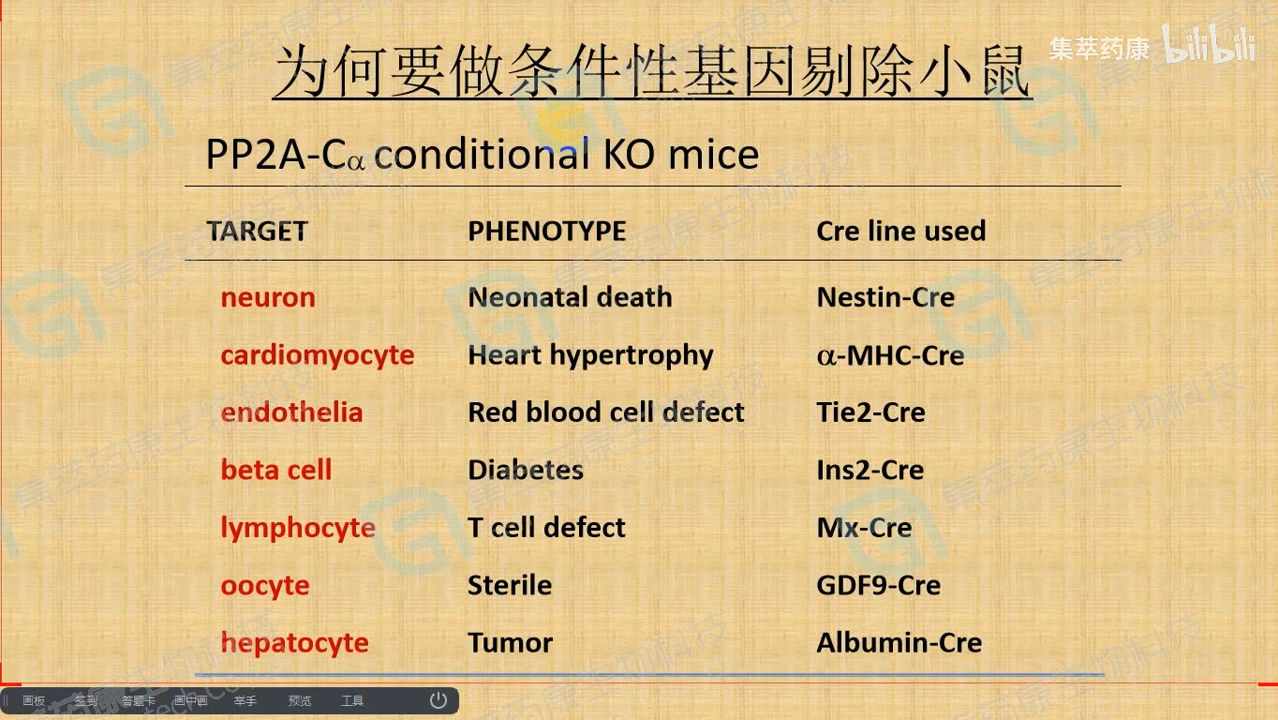 集萃药康 bilibili
为何要做条件性基因剔除小鼠
PP2A-Cα conditional KO mice
TARGET PHENOTYPE Cre line used
neuron Neonatal death Nestin-Cre
cardiomyocyte Heart hypertrophy α-MHC-Cre
endothelia Red blood cell defect Tie2-Cre
beta cell Diabetes Ins2-Cre
lymphocyte T cell defect Mx-Cre
oocyte Sterile GDF9-Cre
hepatocyte Tumor Albumin-Cre
画板 签到 答题卡 画中画 举手 预览 工具